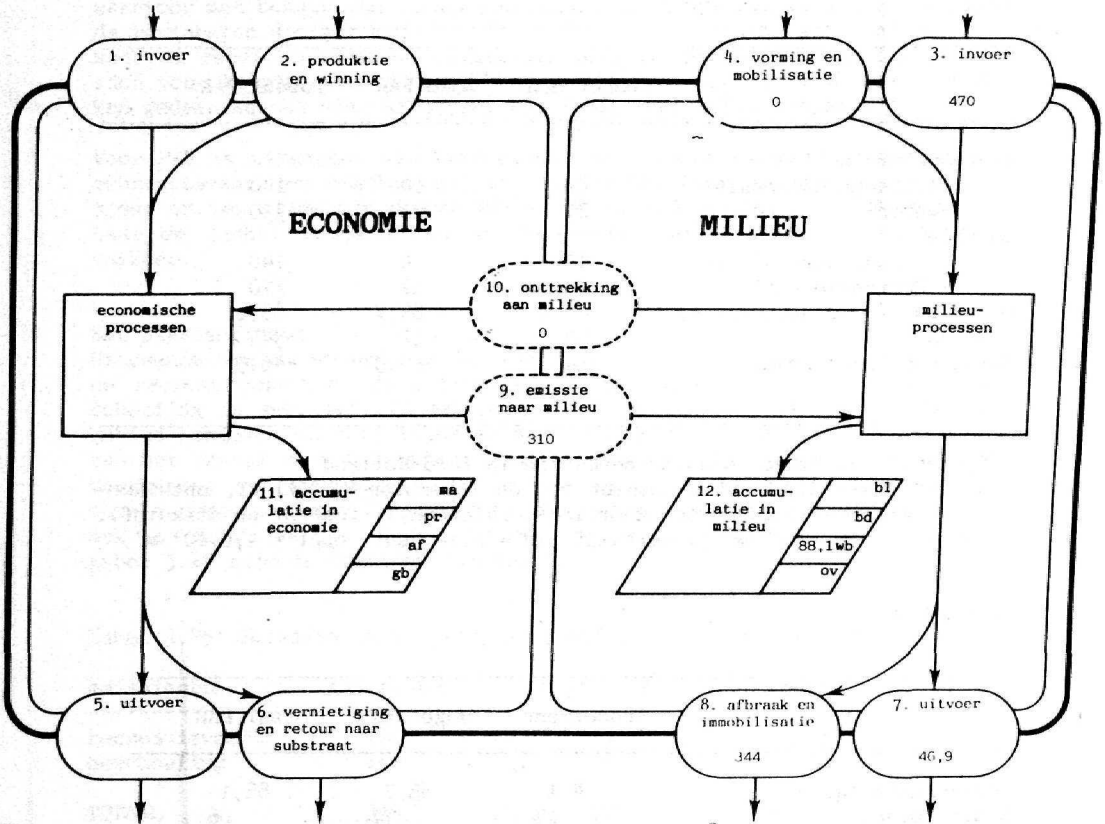 1. invoer
2. produktie
en winning
4. vorming en
mobilisatie
0
3. invoer
470
ECONOMIE
MILIEU
10. onttrekking
aan milieu
0
economische
processen
milieu-
processen
9. emissie
naar milieu
310
11. accumu-
latie in
economie
ma
pr
af
gb
12. accumu-
latie in
milieu
bl
bd
88,1 wb
ov
5. uitvoer
6. vernietiging
en retour naar
substraat
8. afbraak en
immobilisatie
344
7. uitvoer
46,9